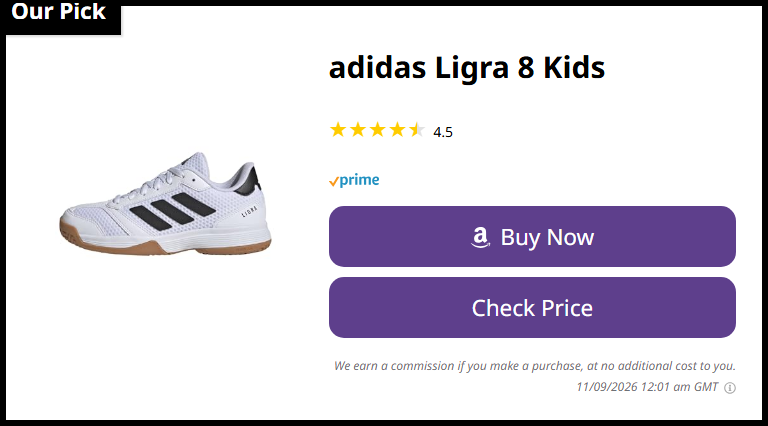 Our Pick
adidas Ligra 8 Kids
4.5
prime
LIGRA
Buy Now
Check Price
We earn a commission if you make a purchase, at no additional cost to you.
11/09/2026 12:01 am GMT